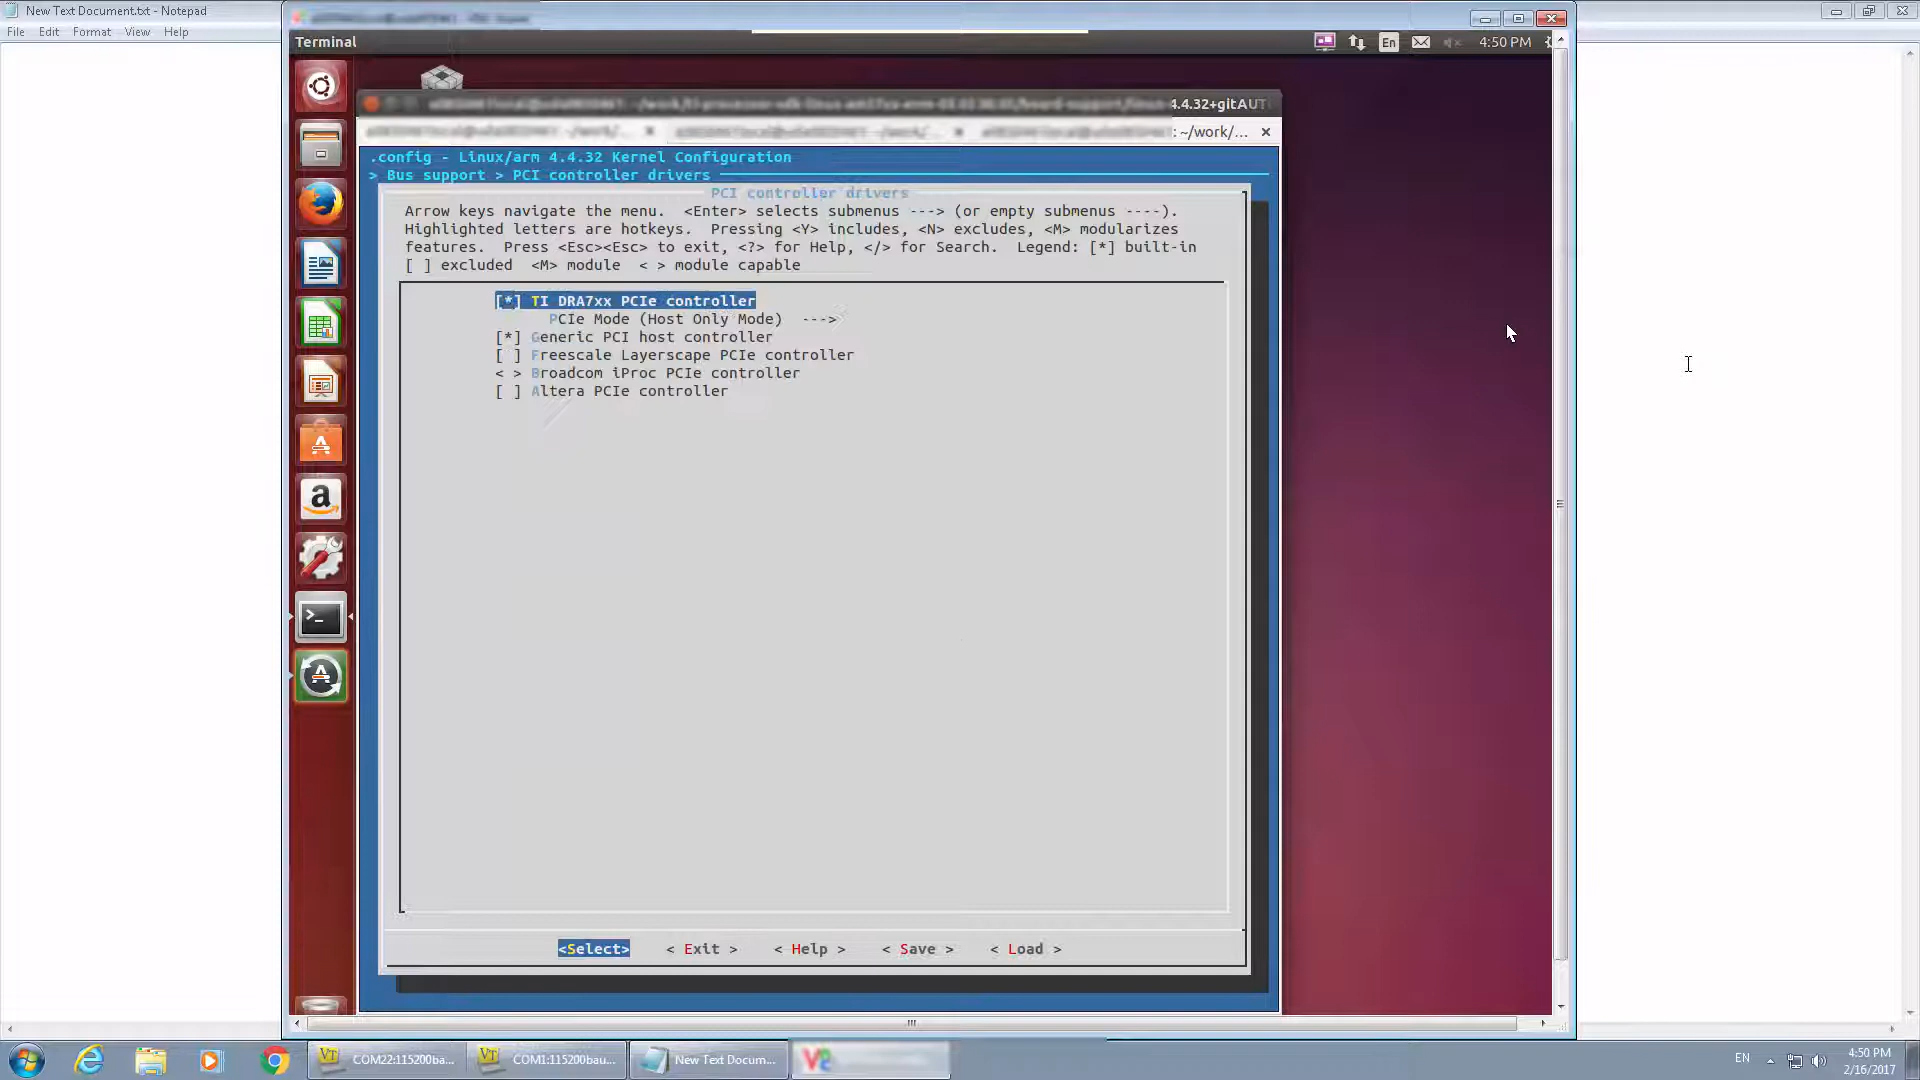 New Text Document.txt - Notepad
File Edit Format View Help
Terminal
En
4:50 PM
4.4.32+gitAUT
: ~/work/...
.config - Linux/arm 4.4.32 Kernel Configuration
> Bus support > PCI controller drivers
PCI controller drivers
Arrow keys navigate the menu. <Enter> selects submenus ---> (or empty submenus ----).
Highlighted letters are hotkeys. Pressing <Y> includes, <N> excludes, <M> modularizes
features. Press <Esc><Esc> to exit, <?> for Help, </> for Search. Legend: [*] built-in
[ ] excluded <M> module < > module capable
[*] TI DRA7xx PCIe controller
PCIe Mode (Host Only Mode) --->
[*] Generic PCI host controller
[ ] Freescale Layerscape PCIe controller
< > Broadcom iProc PCIe controller
[ ] Altera PCIe controller
<Select> < Exit > < Help > < Save > < Load >
COM22:115200bau...
COM1:115200bau...
New Text Docum...
EN
4:50 PM
2/16/2017